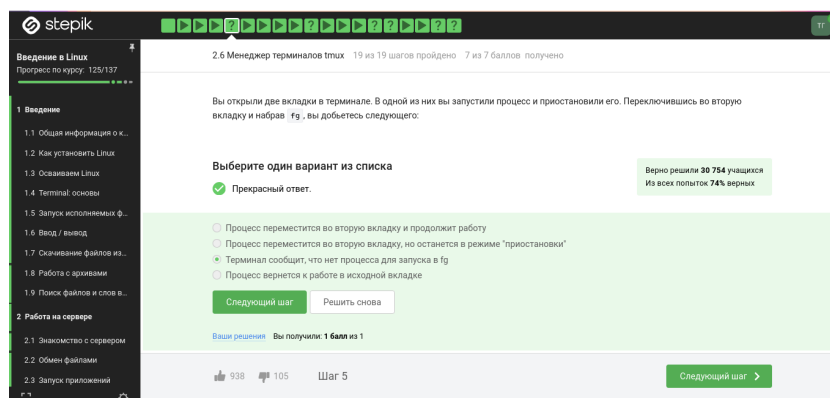 stepik
ТГ
Введение в Linux
Прогресс по курсу: 125/137
1 Введение
1.1 Общая информация о к...
1.2 Как установить Linux
1.3 Осваиваем Linux
1.4 Terminal: основы
1.5 Запуск исполняемых ф...
1.6 Ввод / вывод
1.7 Скачивание файлов из...
1.8 Работа с архивами
1.9 Поиск файлов и слов в...
2 Работа на сервере
2.1 Знакомство с сервером
2.2 Обмен файлами
2.3 Запуск приложений
2.6 Менеджер терминалов tmux 19 из 19 шагов пройдено 7 из 7 баллов получено
Вы открыли две вкладки в терминале. В одной из них вы запустили процесс и приостановили его. Переключившись во вторую
вкладку и набрав fg , вы добьетесь следующего:
Выберите один вариант из списка
Прекрасный ответ.
Верно решили 30 754 учащихся
Из всех попыток 74% верных
Процесс переместится во вторую вкладку и продолжит работу
Процесс переместится во вторую вкладку, но останется в режиме "приостановки"
Терминал сообщит, что нет процесса для запуска в fg
Процесс вернется к работе в исходной вкладке
Следующий шаг Решить снова
Ваши решения Вы получили: 1 балл из 1
938 105 Шаг 5 Следующий шаг